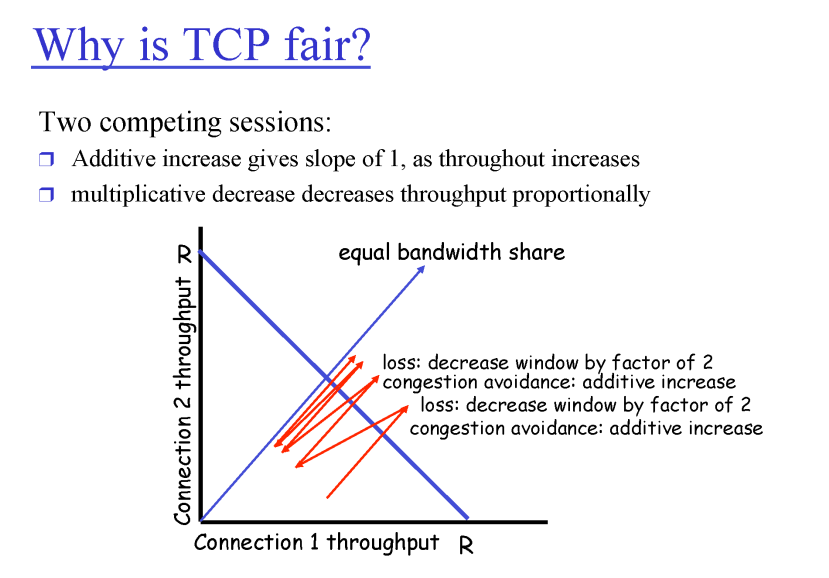 Why is TCP fair?
Two competing sessions:
Additive increase gives slope of 1, as throughout increases
multiplicative decrease decreases throughput proportionally
R
equal bandwidth share
Connection 2 throughput
loss: decrease window by factor of 2
congestion avoidance: additive increase
loss: decrease window by factor of 2
congestion avoidance: additive increase
Connection 1 throughput
R